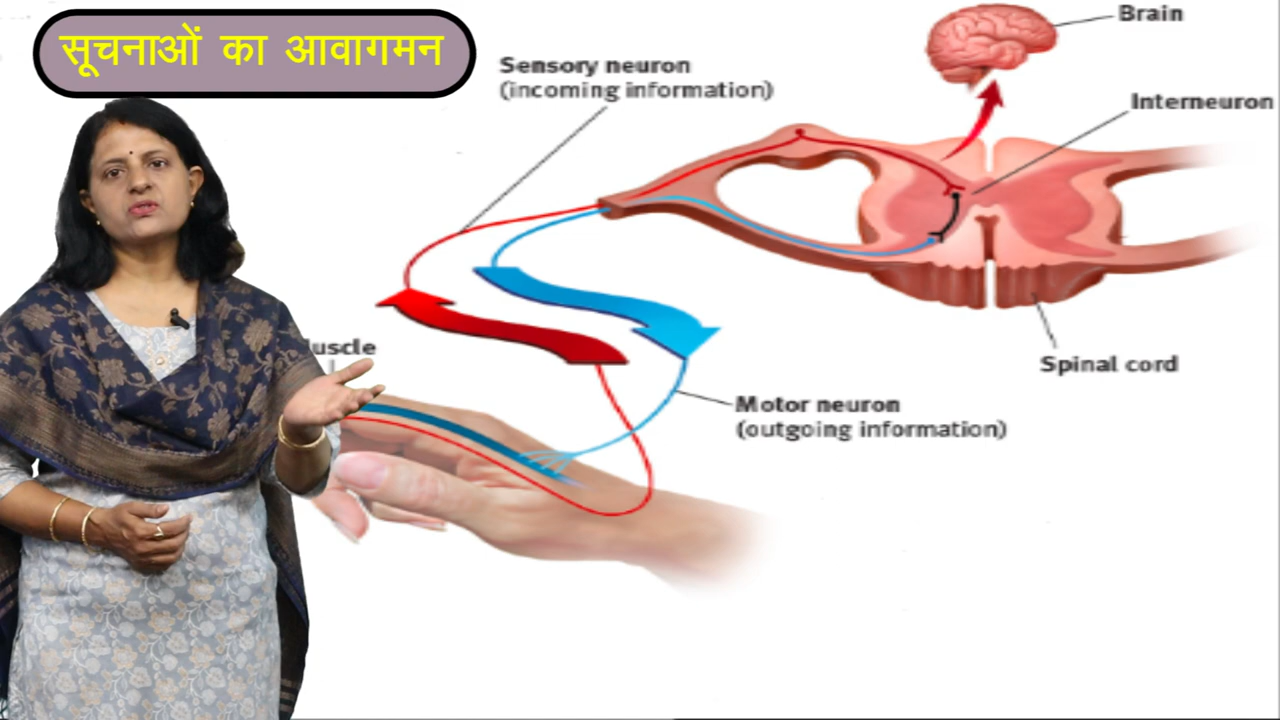 सूचनाओं का आवागमन
Brain
Sensory neuron
(incoming information)
Interneuron
Spinal cord
Motor neuron
(outgoing information)